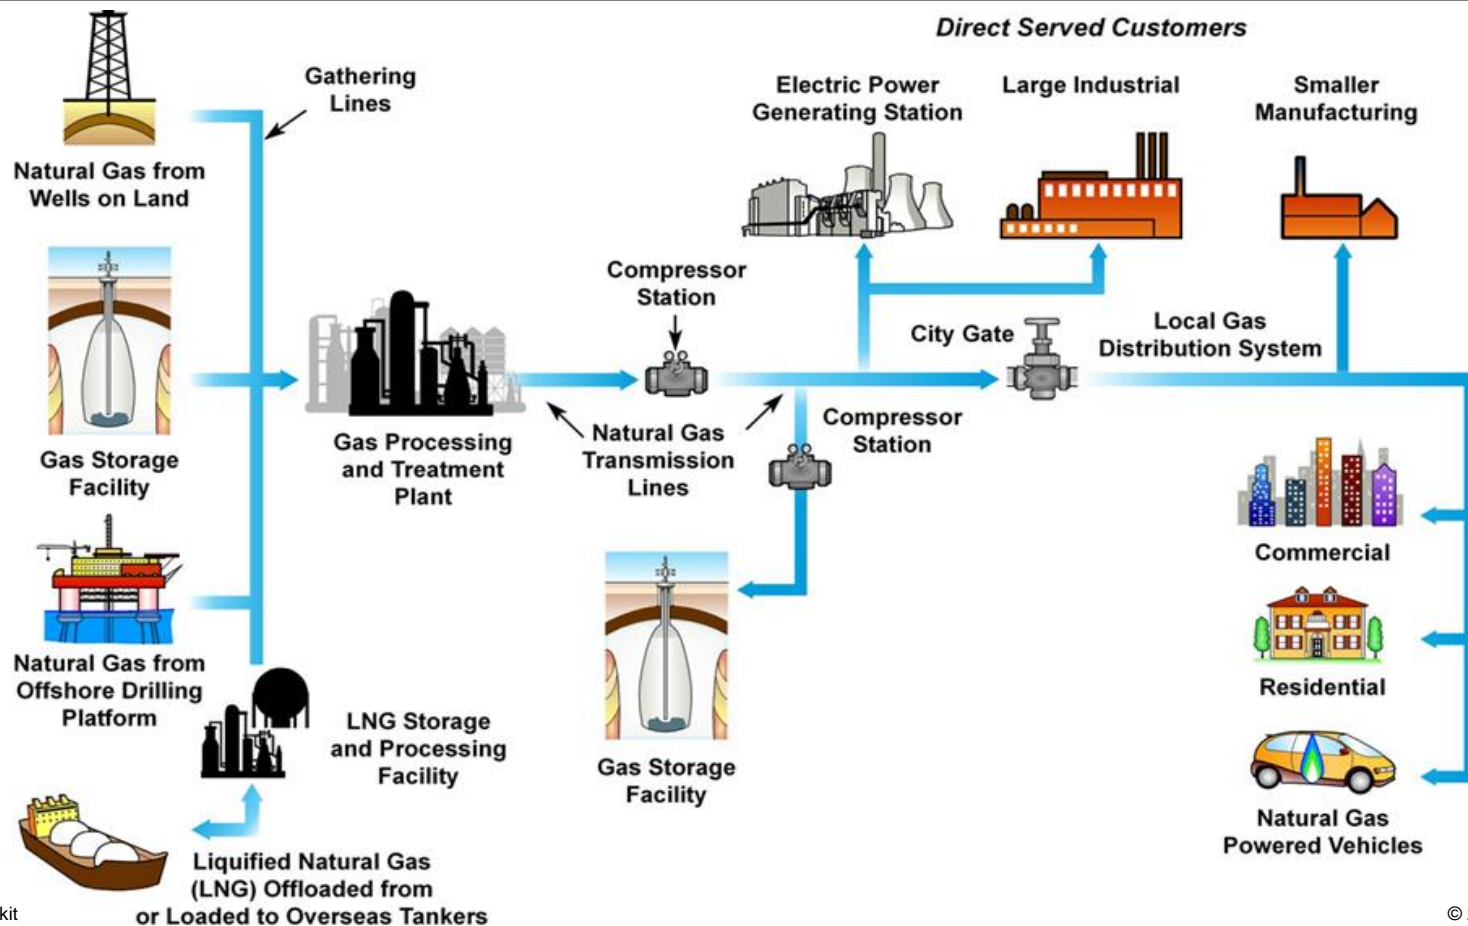 Direct Served Customers
Gathering
Lines
Electric Power
Generating Station
Large Industrial
Smaller
Manufacturing
Natural Gas from
Wells on Land
Compressor
Station
City Gate
Local Gas
Distribution System
Gas Storage
Facility
Gas Processing
and Treatment
Plant
Natural Gas
Transmission
Lines
Compressor
Station
Commercial
Natural Gas from
Offshore Drilling
Platform
Residential
LNG Storage
and Processing
Facility
Gas Storage
Facility
Natural Gas
Powered Vehicles
Liquified Natural Gas
(LNG) Offloaded from
or Loaded to Overseas Tankers
kit
©